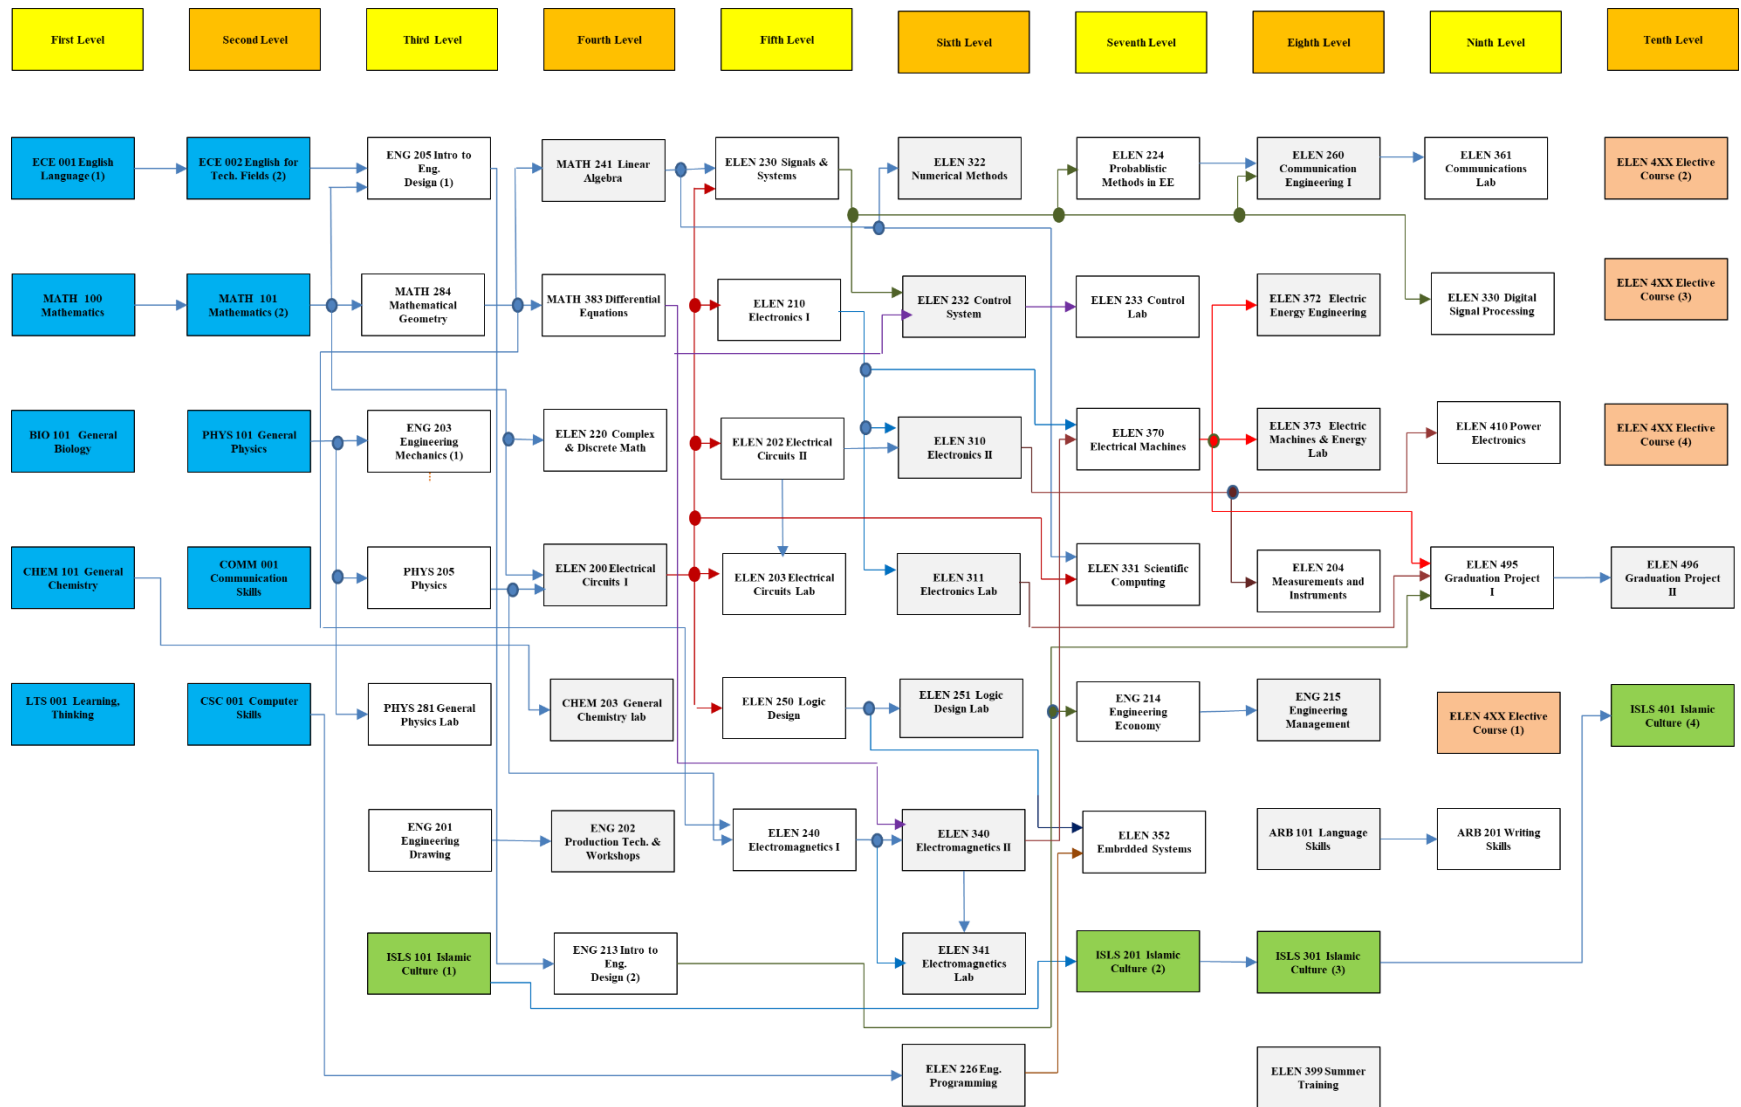 First Level
Second Level
Third Level
Fourth Level
Fifth Level
Sixth Level
Seventh Level
Eighth Level
Ninth Level
Tenth Level
ECE 001 English
Language (1)
ECE 002 English for
Tech. Fields (2)
ENG 205 Intro to
Eng.
Design (1)
MATH 241 Linear
Algebra
ELEN 230 Signals &
Systems
ELEN 322
Numerical Methods
ELEN 224
Probablistic
Methods in EE
ELEN 260
Communication
Engineering I
ELEN 361
Communications
Lab
ELEN 4XX Elective
Course (2)
MATH 100
Mathematics
MATH 101
Mathematics (2)
MATH 284
Mathematical
Geometry
MATH 383 Differential
Equations
ELEN 210
Electronics I
ELEN 232 Control
System
ELEN 233 Control
Lab
ELEN 372 Electric
Energy Engineering
ELEN 330 Digital
Signal Processing
ELEN 4XX Elective
Course (3)
BIO 101 General
Biology
PHYS 101 General
Physics
ENG 203
Engineering
Mechanics (1)
ELEN 220 Complex
& Discrete Math
ELEN 202 Electrical
Circuits II
ELEN 310
Electronics II
ELEN 370
Electrical Machines
ELEN 373 Electric
Machines & Energy
Lab
ELEN 410 Power
Electronics
ELEN 4XX Elective
Course (4)
CHEM 101 General
Chemistry
COMM 001
Communication
Skills
PHYS 205
Physics
ELEN 200 Electrical
Circuits I
ELEN 203 Electrical
Circuits Lab
ELEN 311
Electronics Lab
ELEN 331 Scientific
Computing
ELEN 204
Measurements and
Instruments
ELEN 495
Graduation Project
I
ELEN 496
Graduation Project
II
LTS 001 Learning,
Thinking
CSC 001 Computer
Skills
PHYS 281 General
Physics Lab
CHEM 203 General
Chemistry lab
ELEN 250 Logic
Design
ELEN 251 Logic
Design Lab
ENG 214
Engineering
Economy
ENG 215
Engineering
Management
ELEN 4XX Elective
Course (1)
ISLS 401 Islamic
Culture (4)
ENG 201
Engineering
Drawing
ENG 202
Production Tech. &
Workshops
ELEN 240
Electromagnetics I
ELEN 340
Electromagnetics II
ELEN 352
Embrdded Systems
ARB 101 Language
Skills
ARB 201 Writing
Skills
ISLS 101 Islamic
Culture (1)
ENG 213 Intro to
Eng.
Design (2)
ELEN 341
Electromagnetics
Lab
ISLS 201 Islamic
Culture (2)
ISLS 301 Islamic
Culture (3)
ELEN 226 Eng.
Programming
ELEN 399 Summer
Training